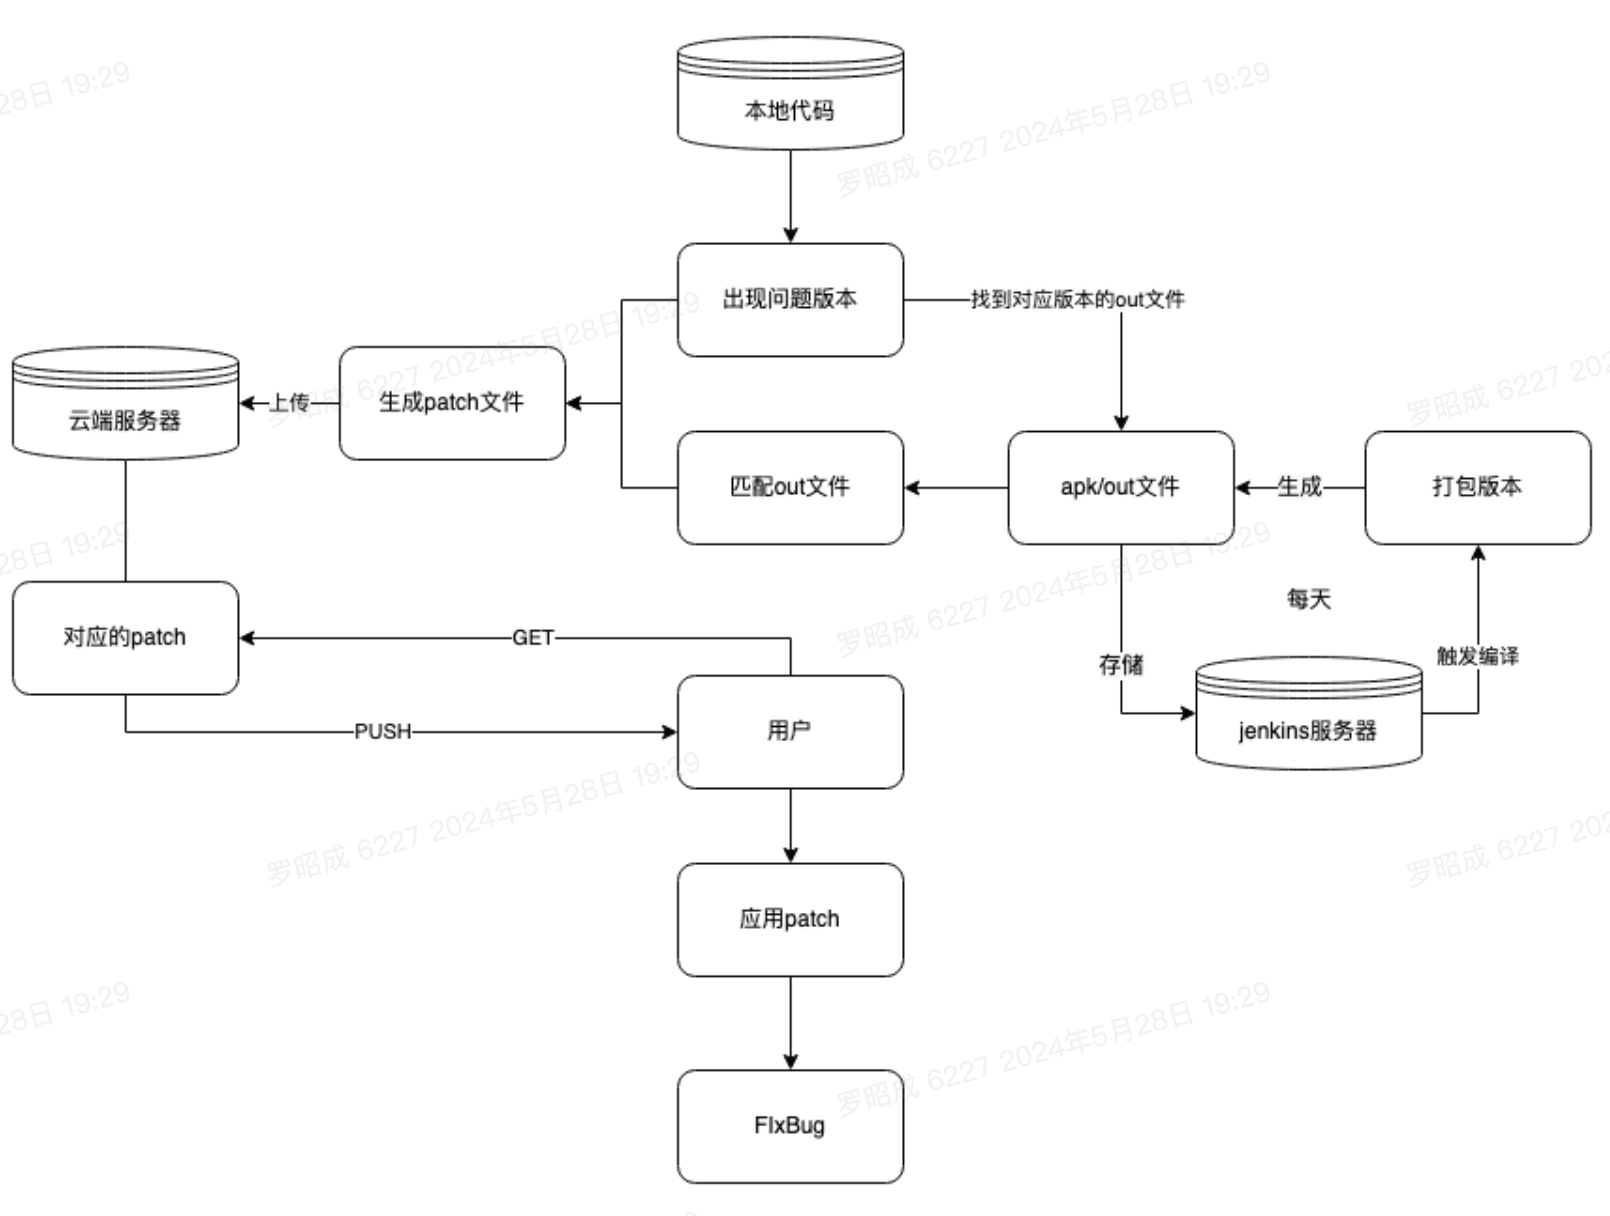 本地代码
出现问题版本
找到对应版本的out文件
云端服务器
上传
生成patch文件
匹配out文件
apk/out文件
生成
打包版本
每天
对应的patch
GET
存储
触发编译
PUSH
用户
jenkins服务器
应用patch
FIxBug
28日 19:29
罗昭成 6227 2024年5月28日 19:29
罗昭成 6227 2024年5月28日 19:29
罗昭成 6227 202
28日 19:29
罗昭成 6227 2024年5月28日 19:29
罗昭成 6227 2024年5月28日 19:29
罗昭成 6227 202
28日 19:29
罗昭成 6227 2024年5月28日 19:29